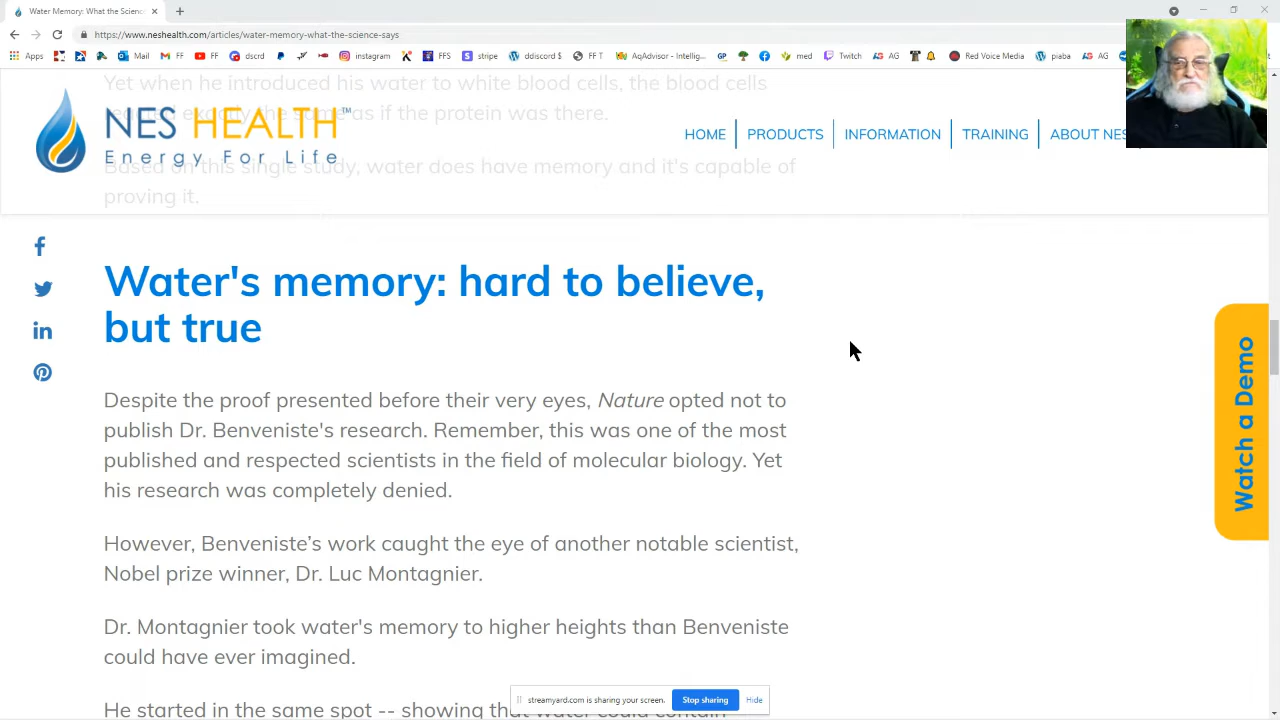 Water Memory: What the Scienc
https://www.neshealth.com/articles/water-memory-what-the-science-says
Apps
Mail
FF
FF
dscrd
instagram
FFS
stripe
ddiscord $
FF T
AqAdvisor - Intellig...
GP
med
Twitch
AG
Red Voice Media
piaba
AG
Yet when he introduced his water to white blood cells, the blood cells
reacted exactly the same as if the protein was there.
NES HEALTH™
Energy For Life
HOME
PRODUCTS
INFORMATION
TRAINING
ABOUT NES
Based on this single study, water does have memory and it's capable of
proving it.
Water's memory: hard to believe,
but true
Watch a Demo
Despite the proof presented before their very eyes, Nature opted not to
publish Dr. Benveniste's research. Remember, this was one of the most
published and respected scientists in the field of molecular biology. Yet
his research was completely denied.
However, Benveniste’s work caught the eye of another notable scientist,
Nobel prize winner, Dr. Luc Montagnier.
Dr. Montagnier took water's memory to higher heights than Benveniste
could have ever imagined.
He started in the same spot -- showing that water could contain
streamyard.com is sharing your screen.
Stop sharing
Hide